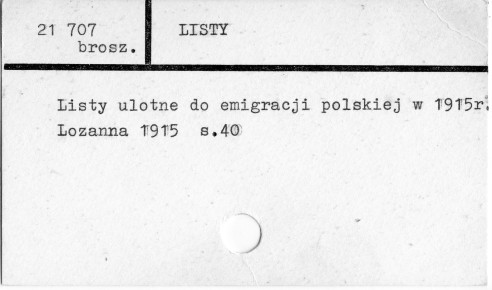 21 707 LISTY
brosz.
Listy ulotne do emigracji polskiej w 1915r.
Lozanna 1915 s.40